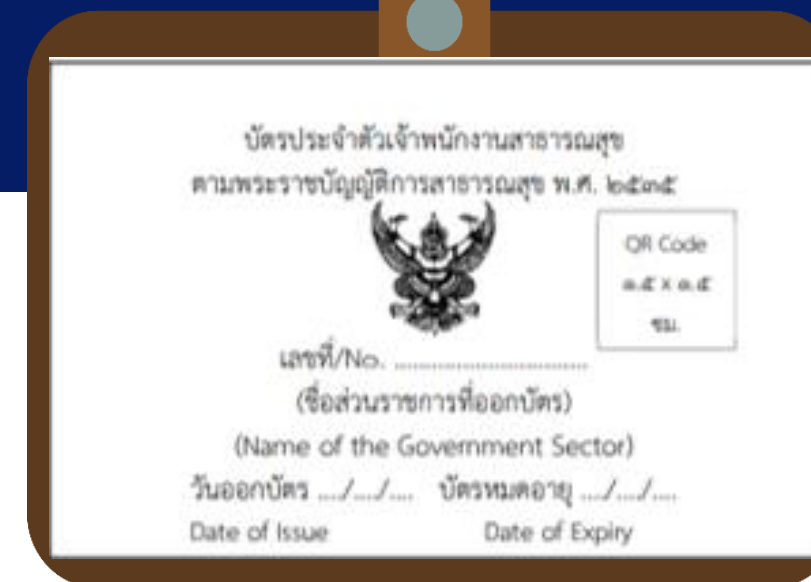 บัตรประจำตัวเจ้าพนักงานสาธารณสุข
ตามพระราชบัญญัติการสาธารณสุข พ.ศ. ๒๕๓๕
QR Code
๑.๕ X ๑.๕
ซม.
เลขที่/No. ................................
(ชื่อส่วนราชการที่ออกบัตร)
(Name of the Government Sector)
วันออกบัตร ..../..../.... บัตรหมดอายุ ..../..../....
Date of Issue Date of Expiry